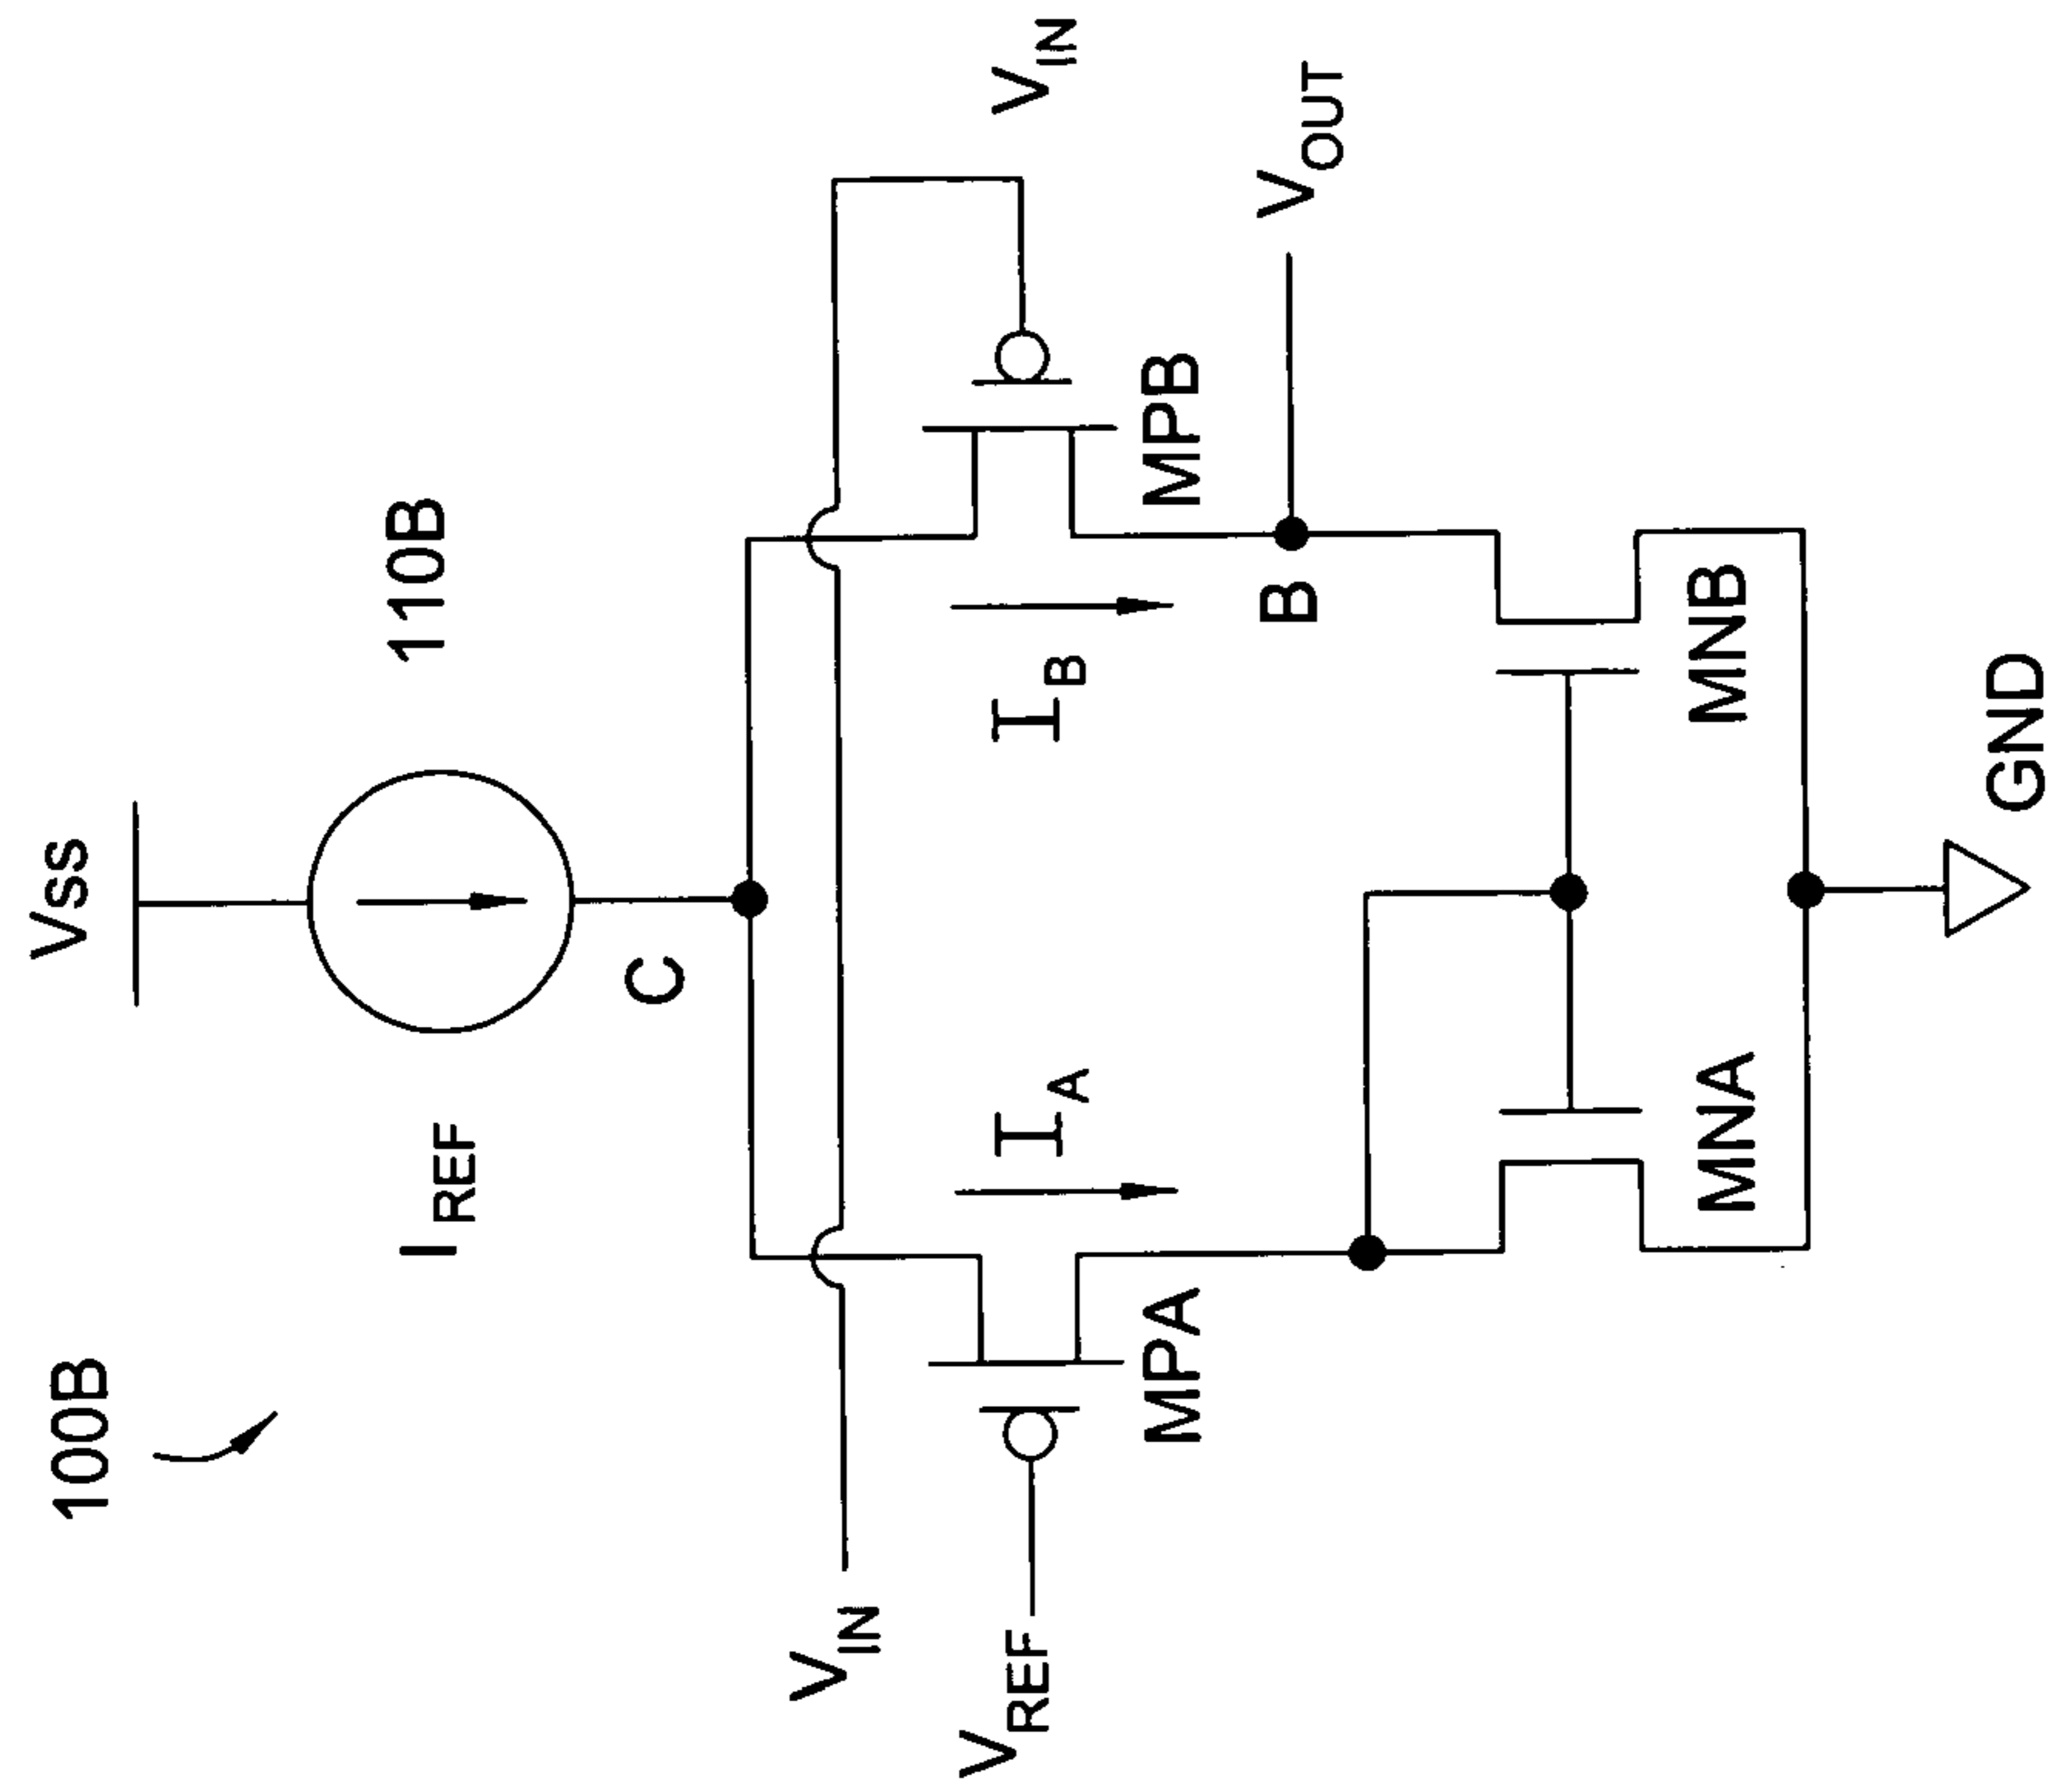 100B
VSS
IREF
110B
C
VIN
VIN
VREF
IA
IB
MPA
MPB
VOUT
B
MNA
MNB
GND